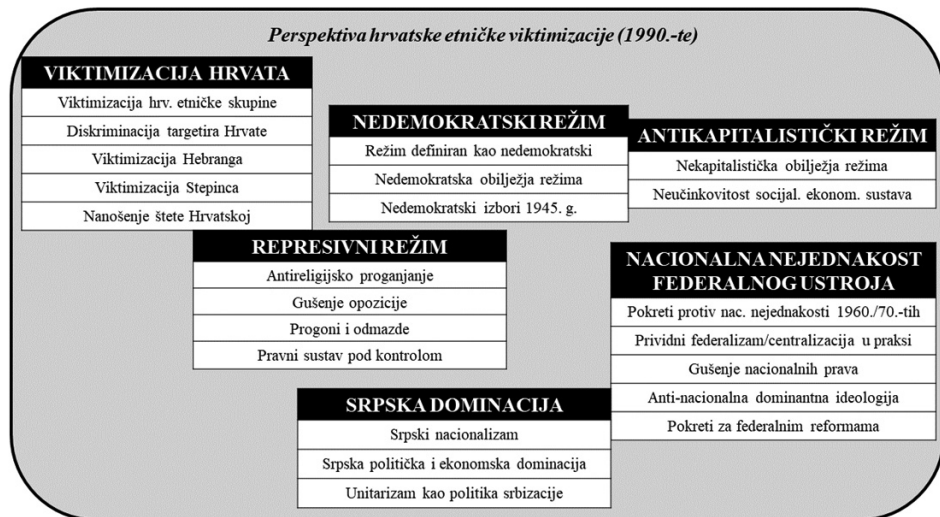 Perspektiva hrvatske etničke viktimizacije (1990.-te)
VIKTIMIZACIJA HRVATA
Viktimizacija hrv. etničke skupine
Diskriminacija targetira Hrvate
Viktimizacija Hebranga
Viktimizacija Stepinca
Nanošenje štete Hrvatskoj
NEDEMOKRATSKI REŽIM
Režim definiran kao nedemokratski
Nedemokratska obilježja režima
Nedemokratski izbori 1945. g.
ANTIKAPITALISTIČKI REŽIM
Nekapitalistička obilježja režima
Neučinkovitost socijal. ekonom. sustava
REPRESIVNI REŽIM
Antireligijsko proganjanje
Gušenje opozicije
Progoni i odmazde
Pravni sustav pod kontrolom
NACIONALNA NEJEDNAKOST
FEDERALNOG USTROJA
Pokreti protiv nac. nejednakosti 1960./70.-tih
Prividni federalizam/centralizacija u praksi
Gušenje nacionalnih prava
Anti-nacionalna dominantna ideologija
Pokreti za federalnim reformama
SRPSKA DOMINACIJA
Srpski nacionalizam
Srpska politička i ekonomska dominacija
Unitarizam kao politika srbizacije